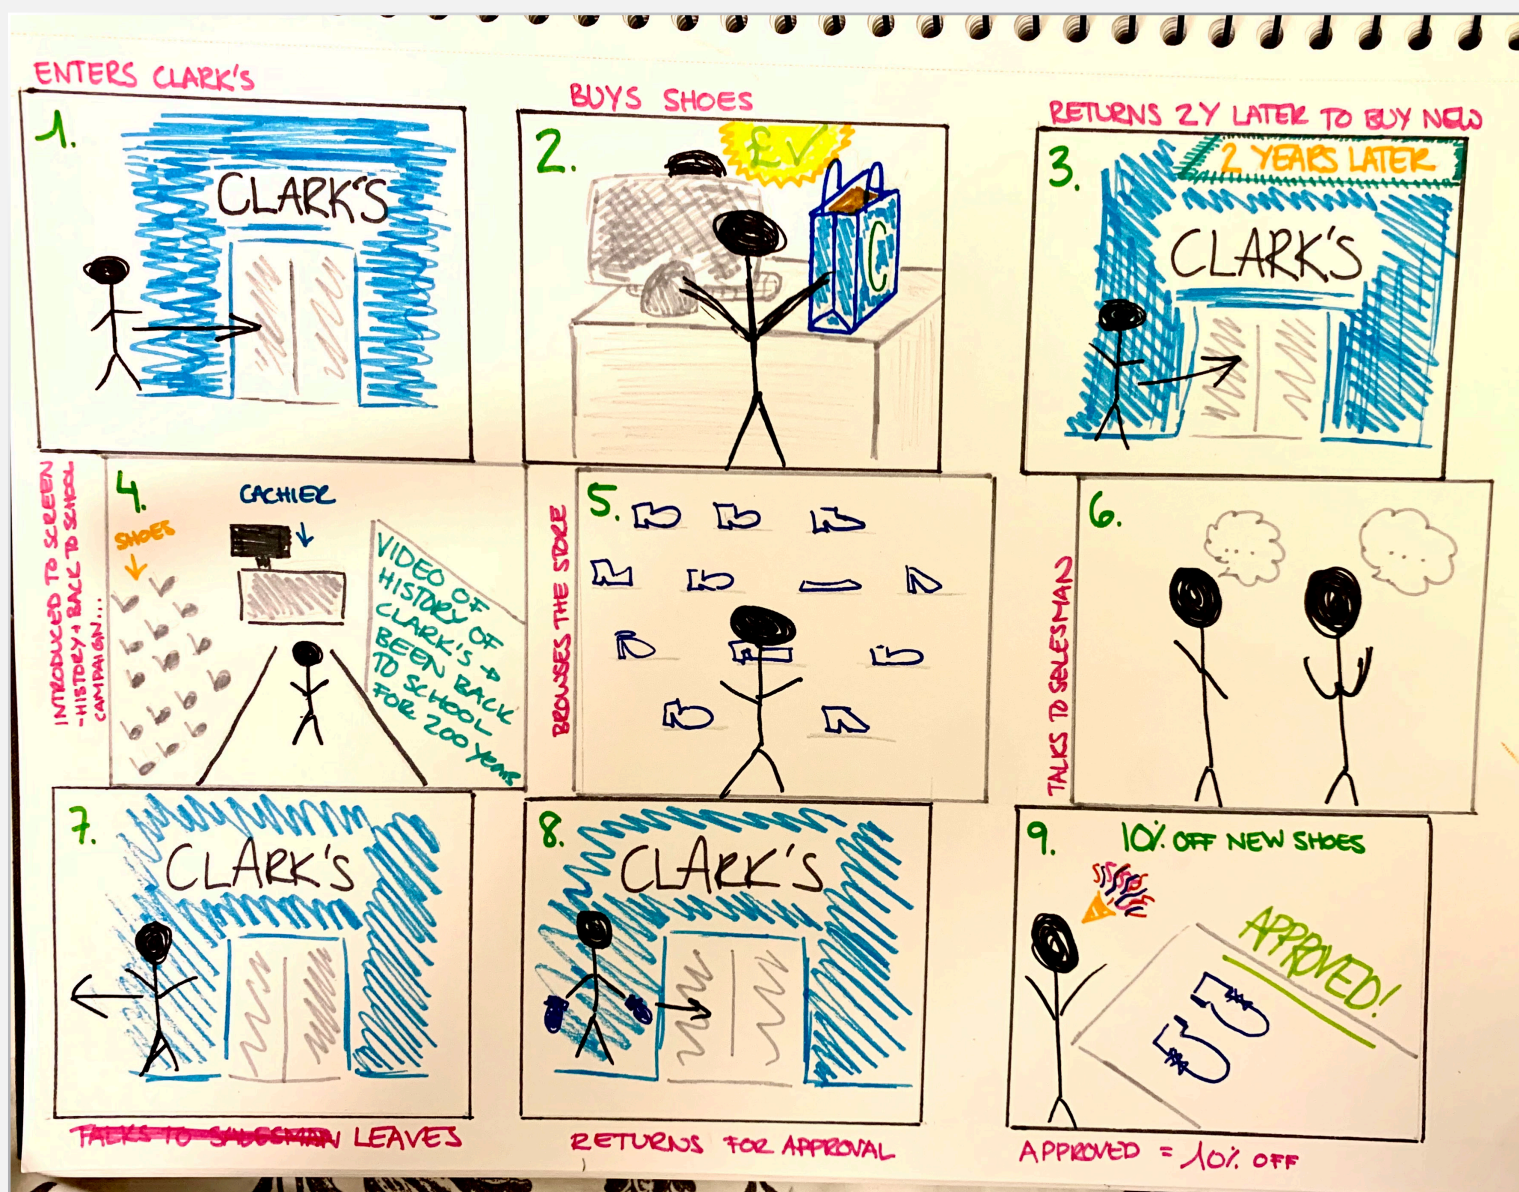 ENTERS CLARK'S
1.
CLARK'S
BUYS SHOES
2.
£✓
C
RETURNS 2Y LATER TO BUY NEW
3.
2 YEARS LATER
CLARK'S
INTRODUCED TO SCREEN
-HISTORY + BACK TO SCHOOL
CAMPAIGN...
4.
SHOES
CACHIER
VIDEO OF
HISTORY OF
CLARK'S →
BEEN BACK
TO SCHOOL
FOR 200 years
BROWSES THE STORE
5.
TALKS TO SELESMAN
6.
...
...
7.
CLARK'S
TALKS TO SALESMAN LEAVES
8.
CLARK'S
RETURNS FOR APPROVAL
9.
10% OFF NEW SHOES
APPROVED!
APPROVED = 10% OFF